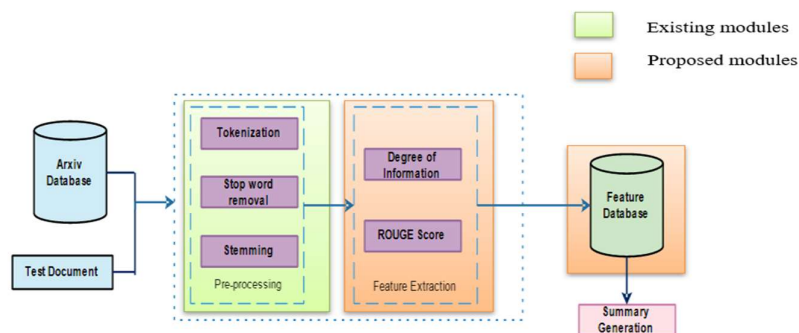 Existing modules
Proposed modules
Arxiv
Database
Test Document
Tokenization
Stop word
removal
Stemming
Pre-processing
Degree of
Information
ROUGE Score
Feature Extraction
Feature
Database
Summary
Generation